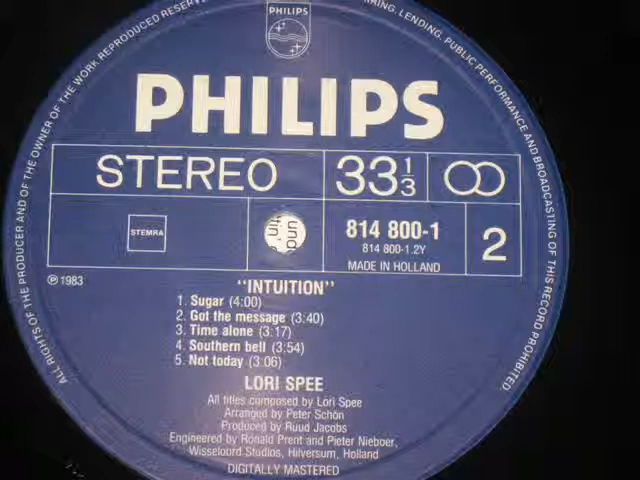 ALL RIGHTS OF THE PRODUCER AND OF THE OWNER OF THE WORK REPRODUCED RESERVED
LENDING, PUBLIC PERFORMANCE AND BROADCASTING OF THIS RECORD PROHIBITED.
PHILIPS
PHILIPS
STEREO 33 1/3
STEMRA 814 800-1 2
814 800-1.2Y
MADE IN HOLLAND
℗ 1983
"INTUITION"
1. Sugar (4:00)
2. Got the message (3:40)
3. Time alone (3:17)
4. Southern bell (3:54)
5. Not today (3:06)
LORI SPEE
All titles composed by Lori Spee
Arranged by Peter Schön
Produced by Ruud Jacobs
Engineered by Ronald Prent and Pieter Nieboer,
Wisseloord Studios, Hilversum, Holland
DIGITALLY MASTERED